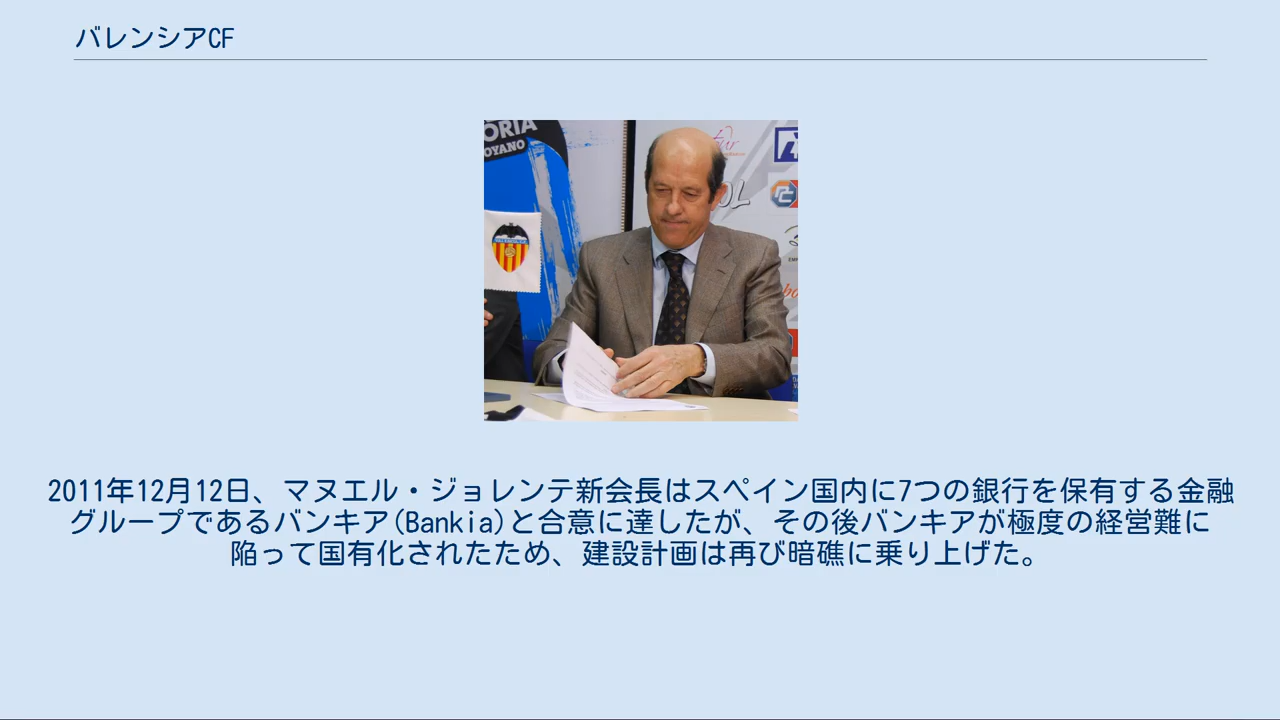 バレンシアCF
ORIA
OYANO
OL
2011年12月12日、マヌエル・ジョレンテ新会長はスペイン国内に7つの銀行を保有する金融
グループであるバンキア(Bankia)と合意に達したが、その後バンキアが極度の経営難に
陥って国有化されたため、建設計画は再び暗礁に乗り上げた。